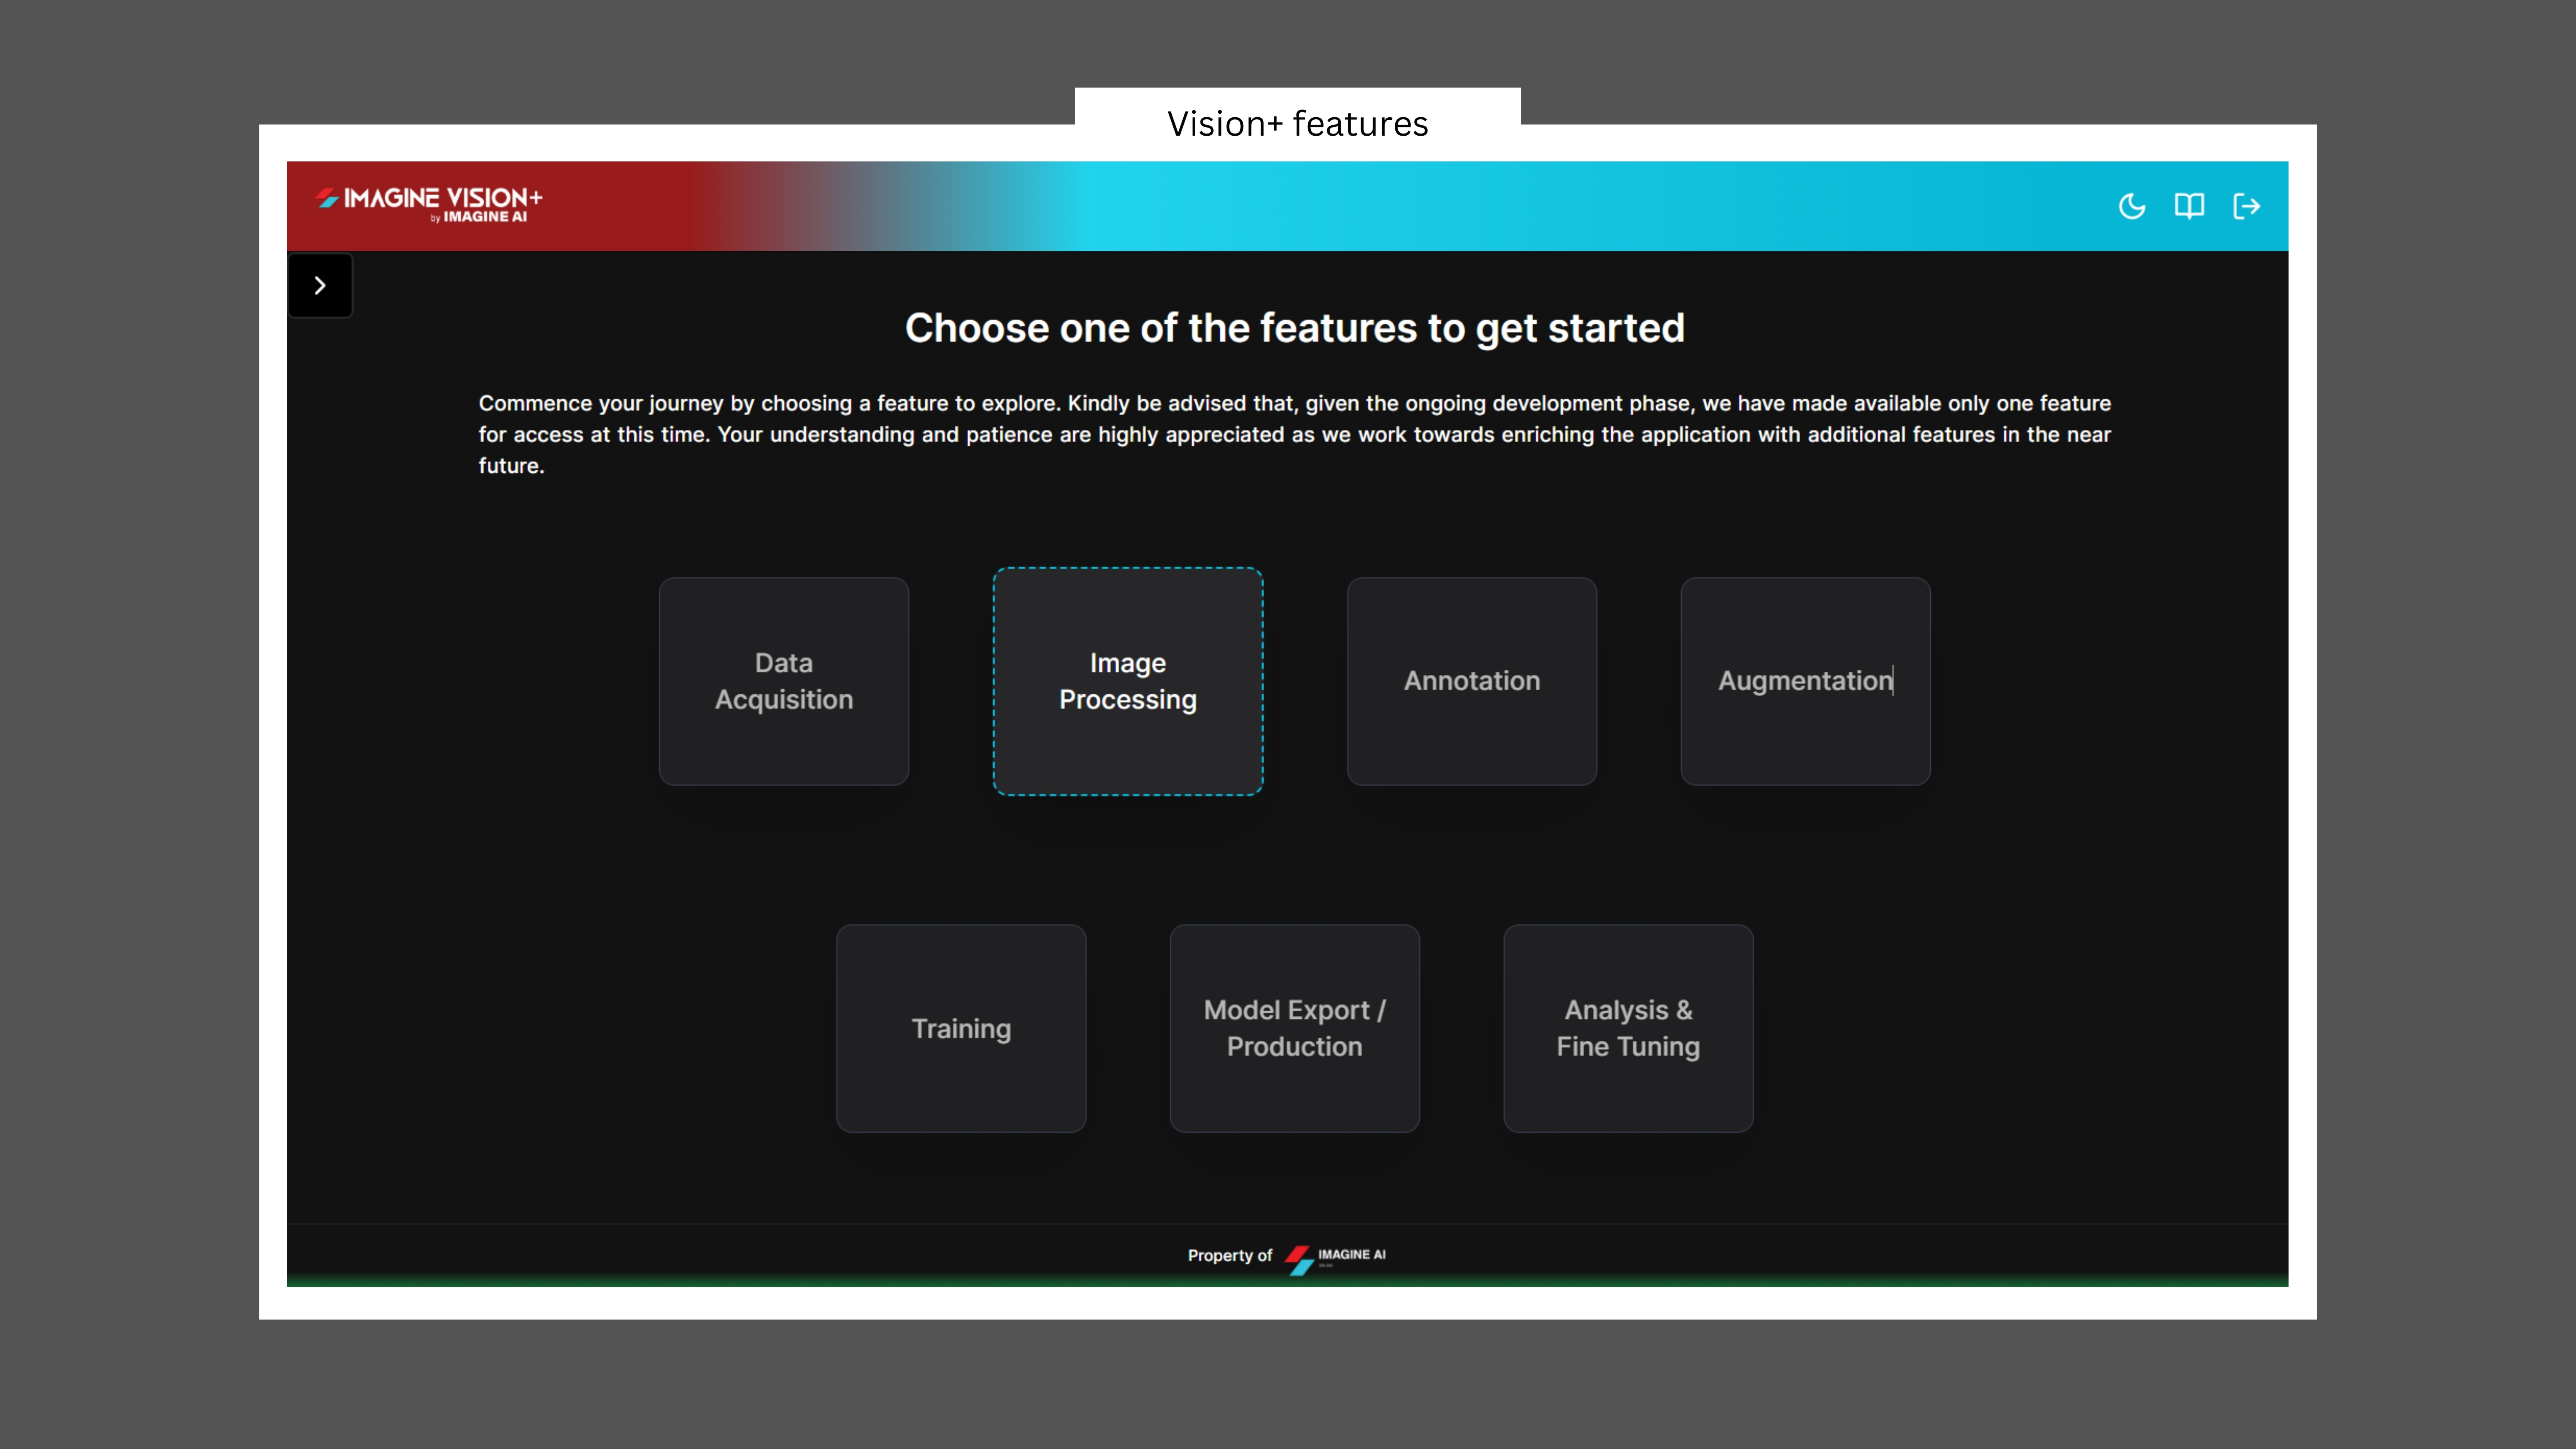 Vision+ features
IMAGINE VISION+
by IMAGINE AI
Choose one of the features to get started
Commence your journey by choosing a feature to explore. Kindly be advised that, given the ongoing development phase, we have made available only one feature
for access at this time. Your understanding and patience are highly appreciated as we work towards enriching the application with additional features in the near
future.
Data
Acquisition
Image
Processing
Annotation
Augmentation
Training
Model Export /
Production
Analysis &
Fine Tuning
Property of IMAGINE AI